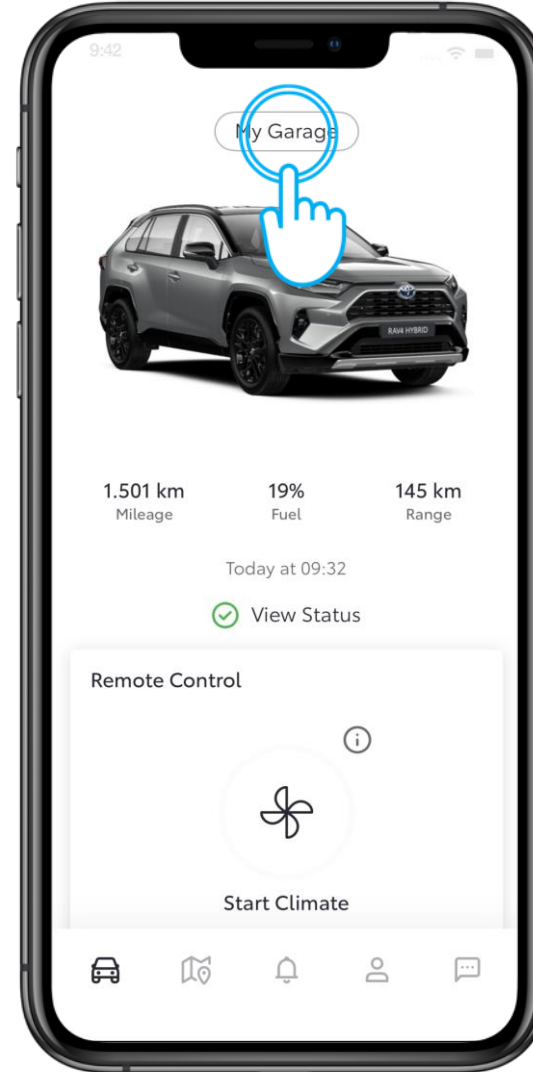 9:42
My Garage
RAV4 HYBRID
1.501 km 19% 145 km
Mileage Fuel Range
Today at 09:32
View Status
Remote Control
Start Climate